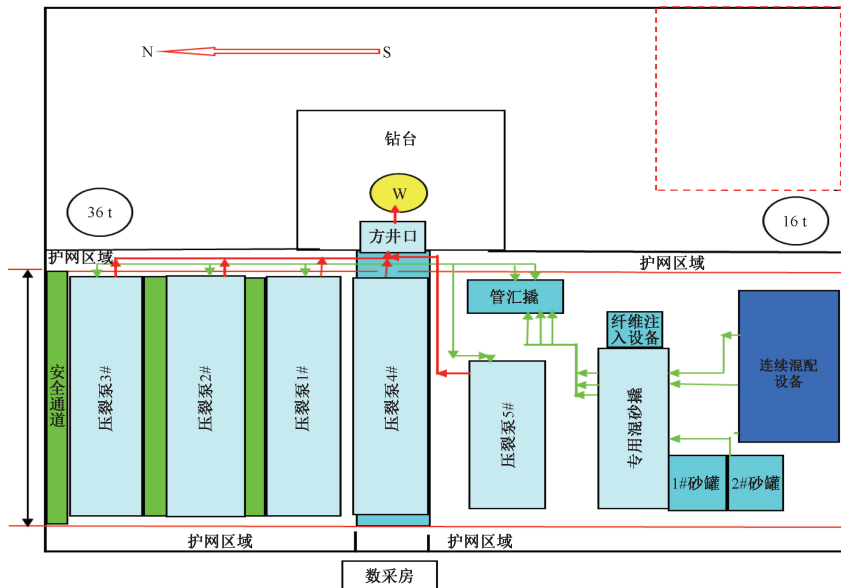 N
S
钻台
W
36 t
16 t
方井口
护网区域
护网区域
管汇撬
纤维注
入设备
连续混配
设备
安全通道
压裂泵3#
压裂泵2#
压裂泵1#
压裂泵4#
压裂泵5#
专用混砂撬
1#砂罐
2#砂罐
护网区域
护网区域
数采房